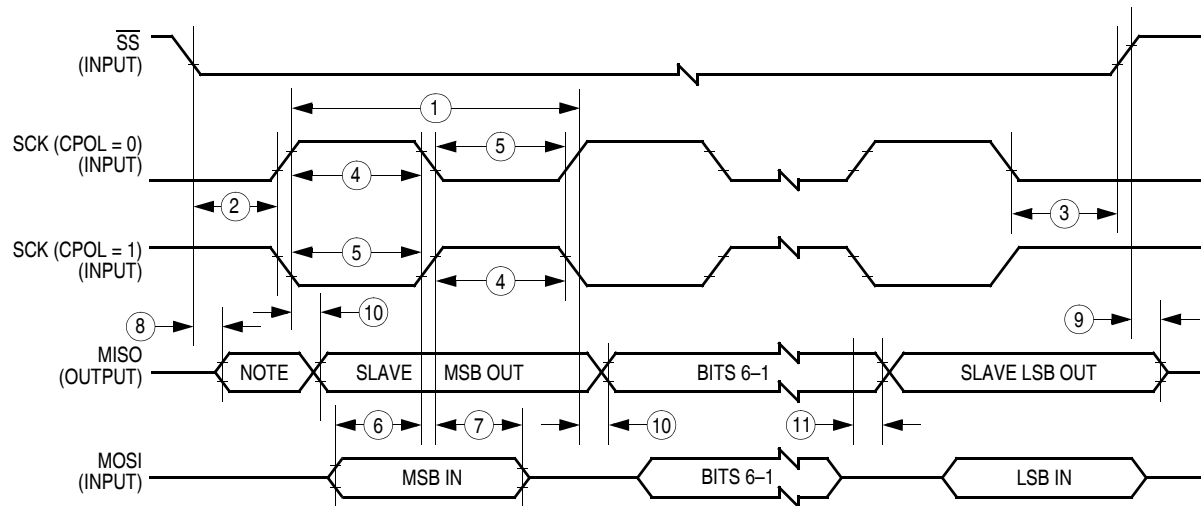 SS
(INPUT)
1
SCK (CPOL = 0)
(INPUT)
5
4
2
3
SCK (CPOL = 1)
(INPUT)
5
4
10
8
9
MISO
(OUTPUT)
NOTE
SLAVE
MSB OUT
BITS 6–1
SLAVE LSB OUT
6
7
10
11
MOSI
(INPUT)
MSB IN
BITS 6–1
LSB IN